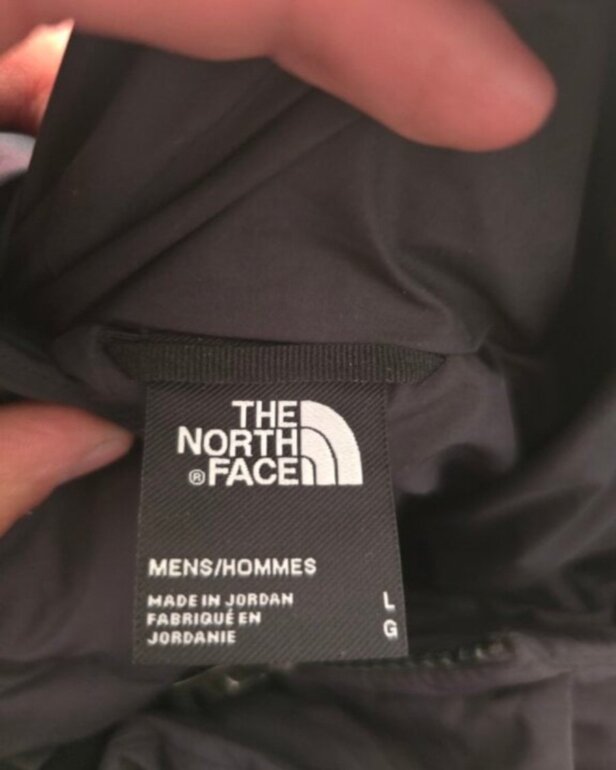 THE
NORTH
®FACE
MENS/HOMMES
MADE IN JORDAN
FABRIQUÉ EN
JORDANIE
L
G